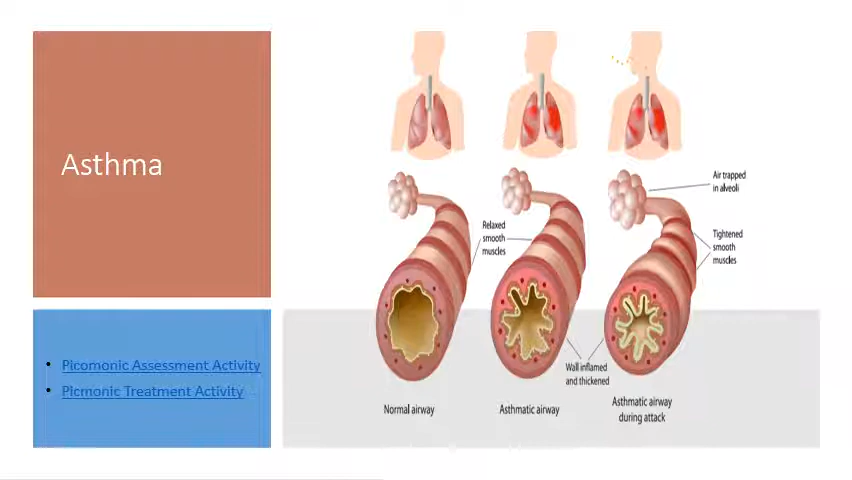 Asthma
• Picomonic Assessment Activity
• Picmonic Treatment Activity
Air trapped
in alveoli
Relaxed
smooth
muscles
Tightened
smooth
muscles
Wall inflamed
and thickened
Normal airway
Asthmatic airway
Asthmatic airway
during attack